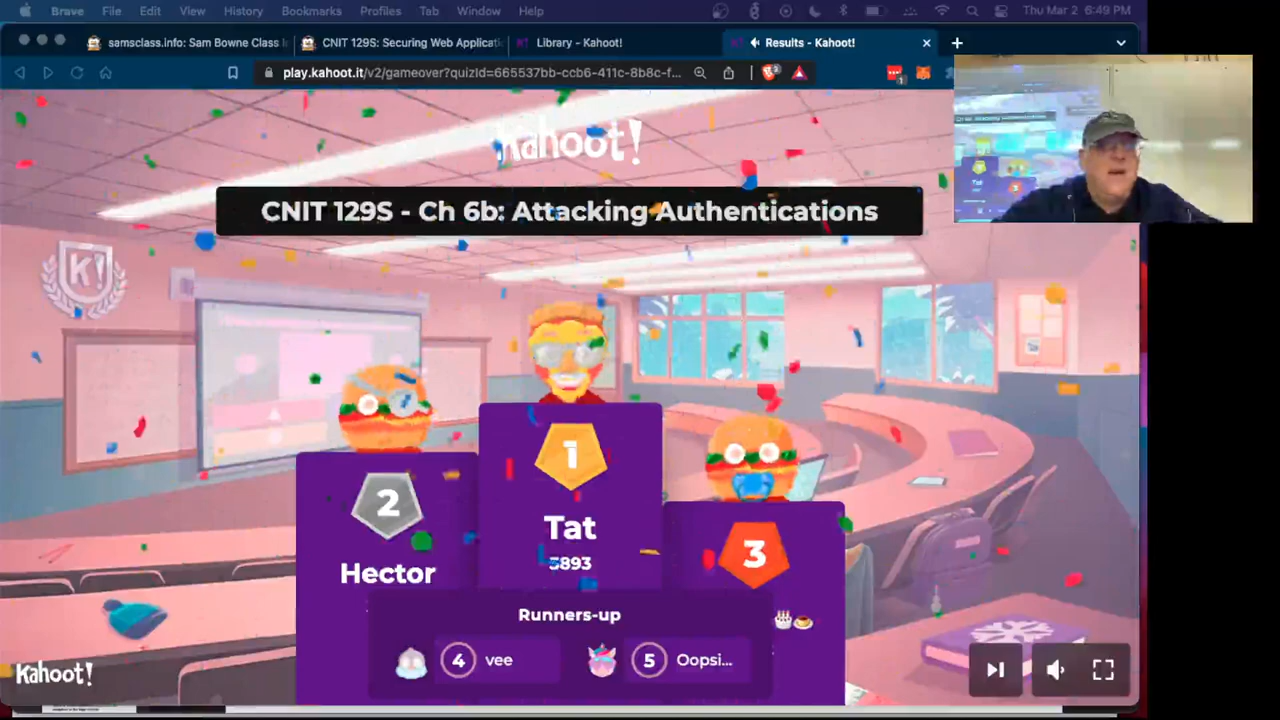 Brave File Edit View History Bookmarks Profiles Tab Window Help Thu Mar 2 6:49 PM
samsclass.info: Sam Bowne Class I
CNIT 129S: Securing Web Applicati
Library - Kahoot!
Results - Kahoot!
play.kahoot.it/v2/gameover?quizId=665537bb-ccb6-411c-8b8c-f...
Kahoot!
CNIT 129S - Ch 6b: Attacking Authentications
K!
1
Tat
2
Hector
3
Runners-up
4 vee
5 Oopsi...
Kahoot!